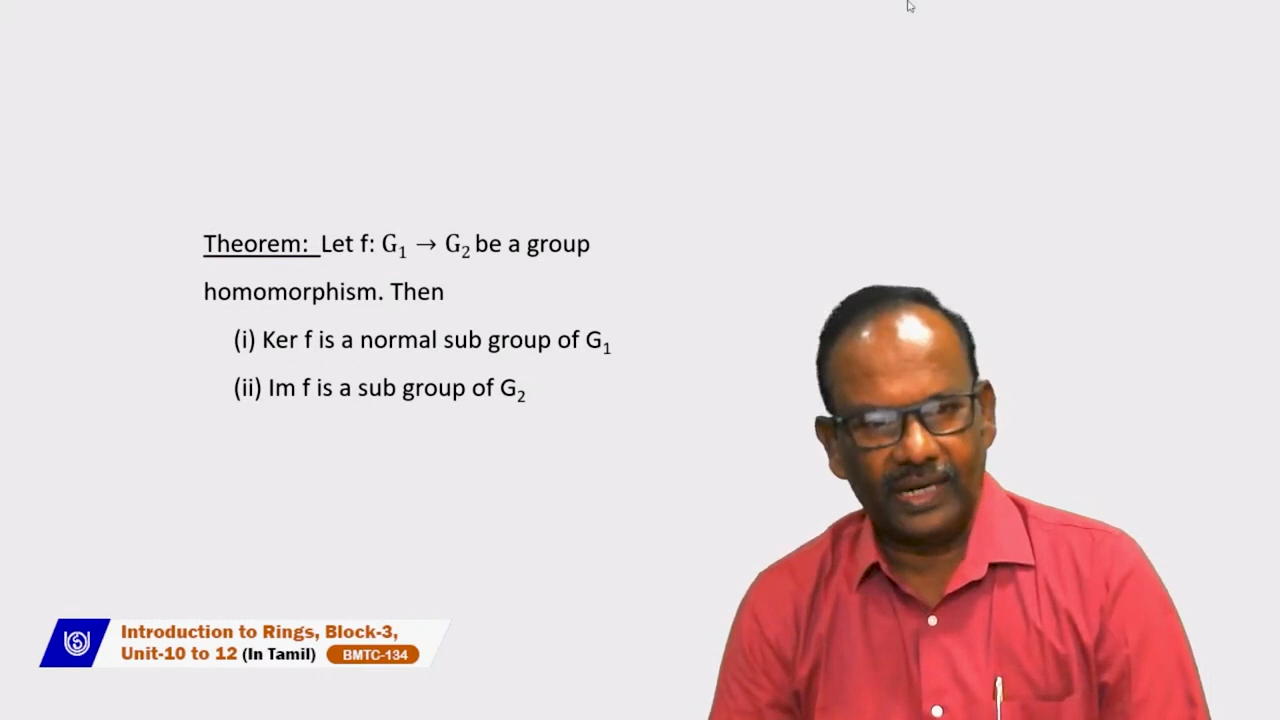 Theorem: Let f: G₁ → G₂ be a group
homomorphism. Then
(i) Ker f is a normal sub group of G₁
(ii) Im f is a sub group of G₂
Introduction to Rings, Block-3,
Unit-10 to 12 (In Tamil) BMTC-134